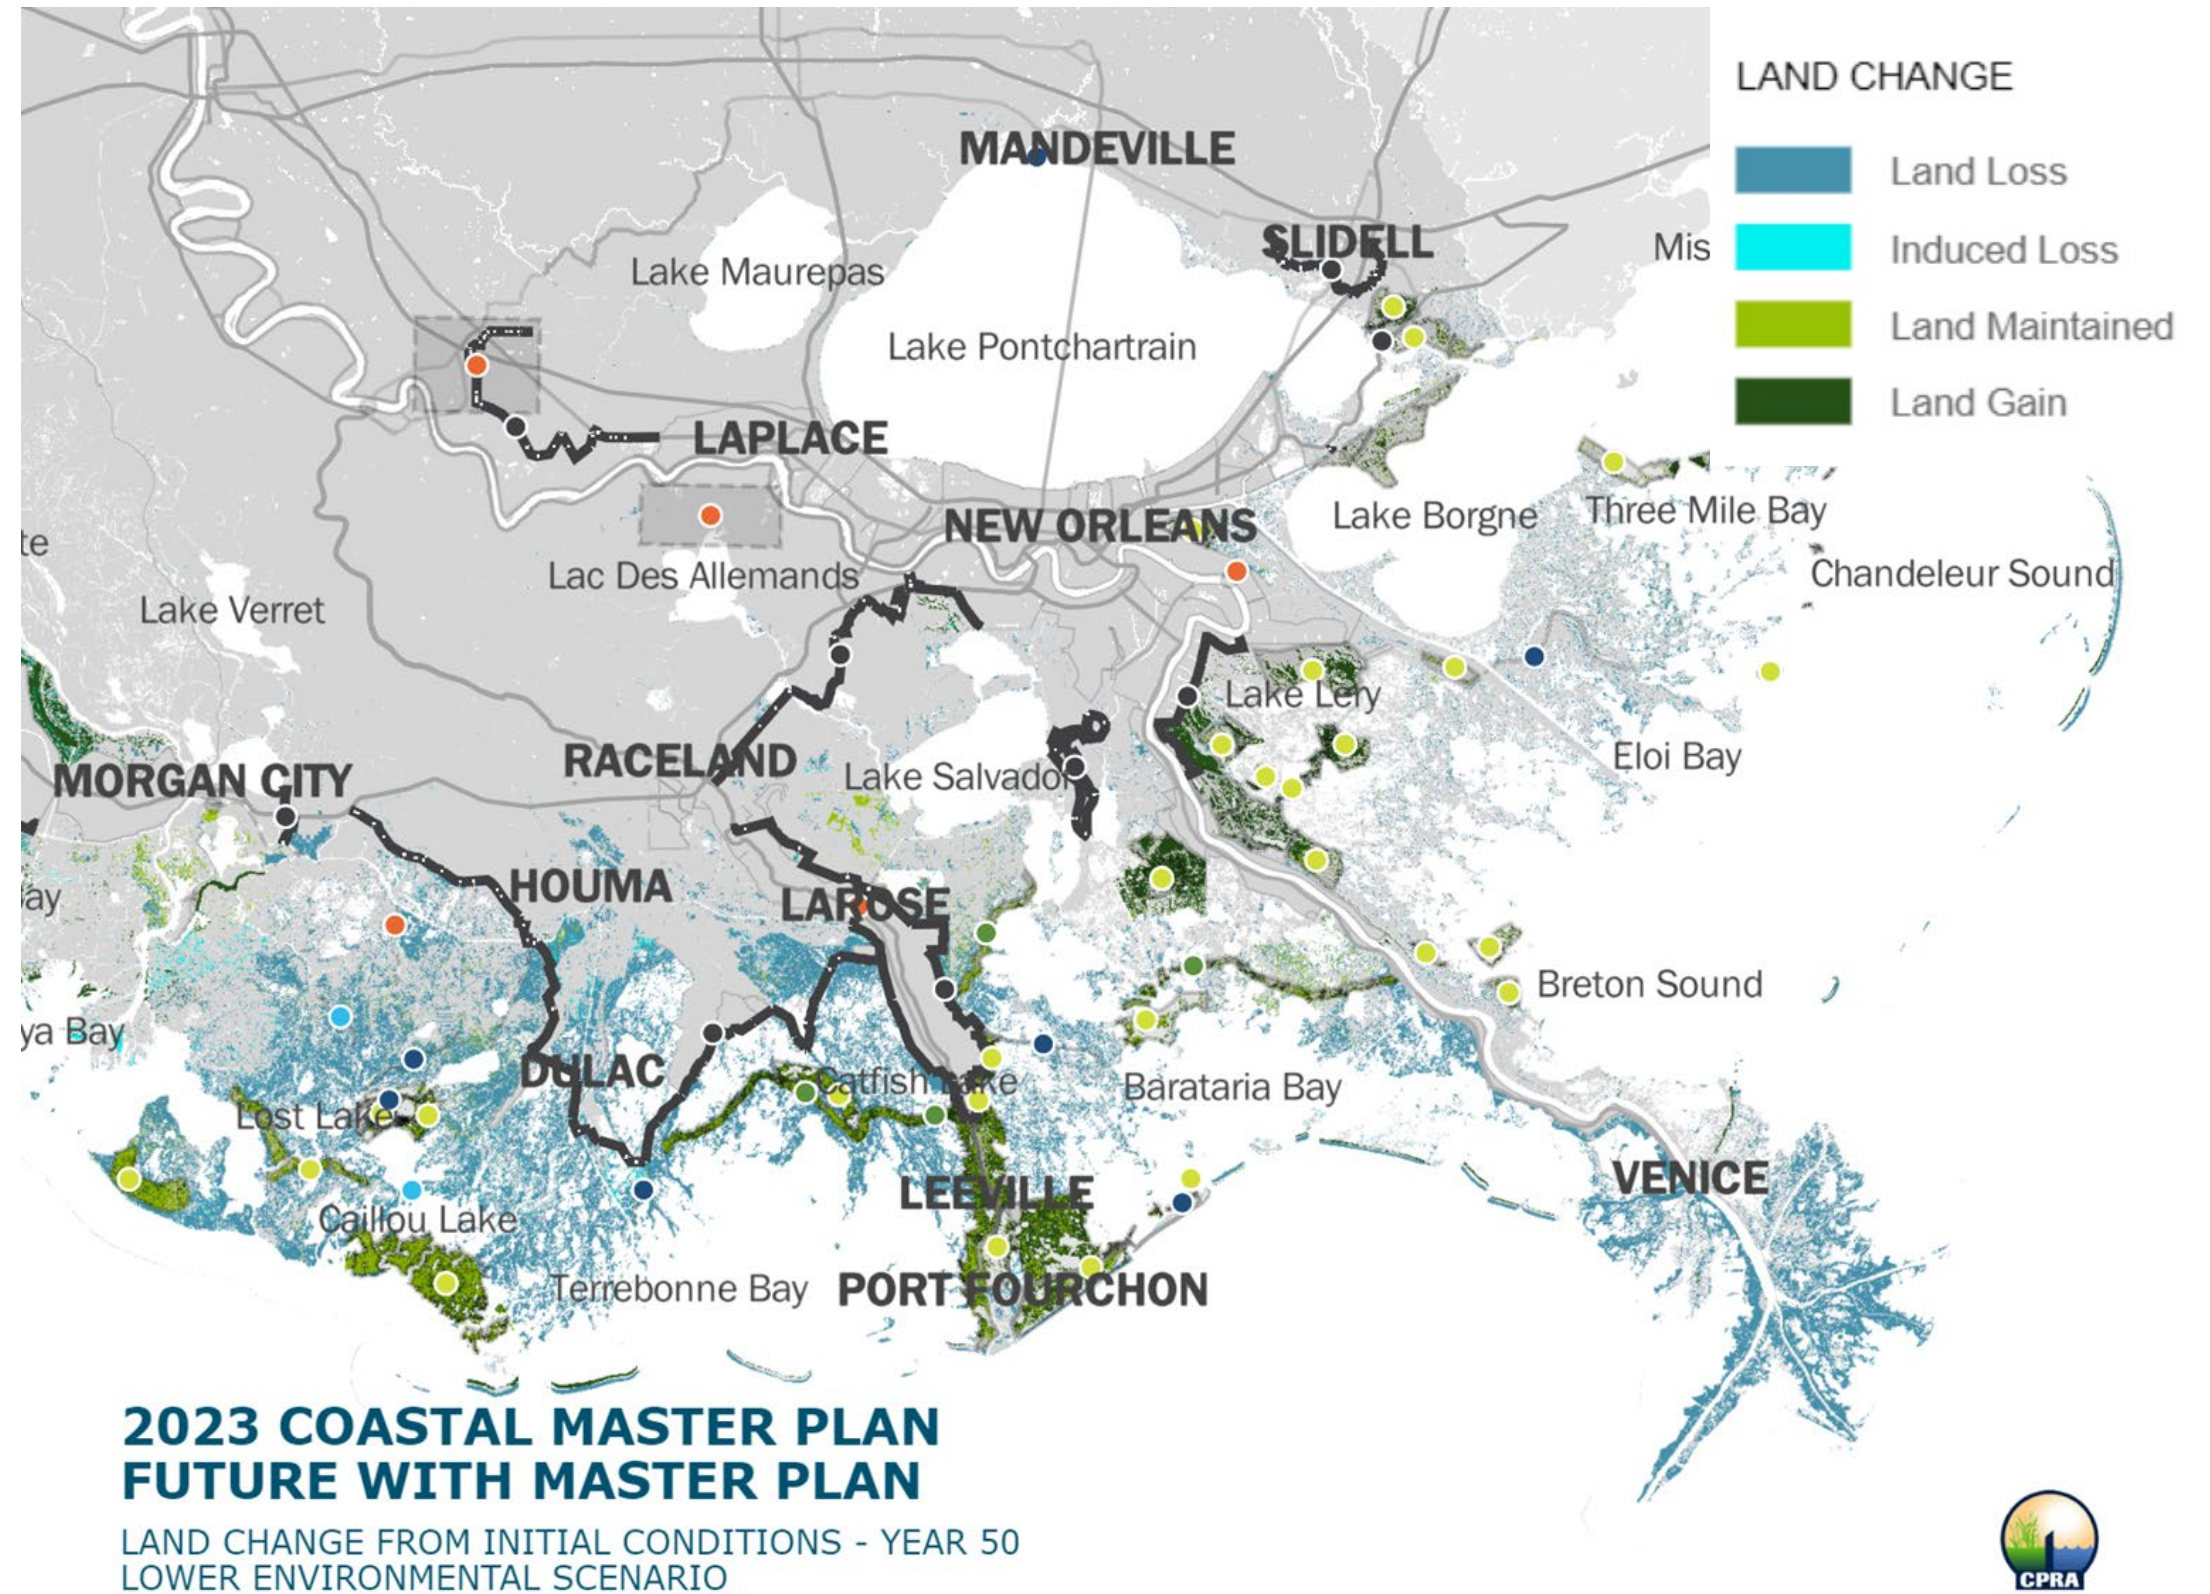 LAND CHANGE
Land Loss
Induced Loss
Land Maintained
Land Gain
MANDEVILLE
SLIDELL
Mis
Lake Maurepas
Lake Pontchartrain
LAPLACE
NEW ORLEANS
Lake Borgne
Three Mile Bay
te
Lac Des Allemands
Chandeleur Sound
Lake Verret
Lake Lery
RACELAND
MORGAN CITY
Lake Salvador
Eloi Bay
HOUMA
LAROSE
ay
Breton Sound
ya Bay
DULAC
Catfish Lake
Barataria Bay
Lost Lake
VENICE
LEEVILLE
Caillou Lake
Terrebonne Bay
PORT FOURCHON
2023 COASTAL MASTER PLAN
FUTURE WITH MASTER PLAN
LAND CHANGE FROM INITIAL CONDITIONS - YEAR 50
LOWER ENVIRONMENTAL SCENARIO
CPRA